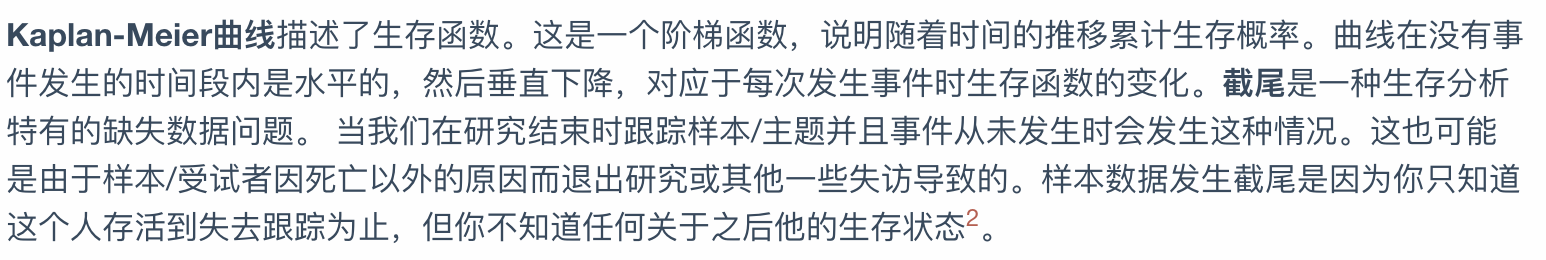 Kaplan-Meier曲线描述了生存函数。这是一个阶梯函数，说明随着时间的推移累计生存概率。曲线在没有事
件发生的时间段内是水平的，然后垂直下降，对应于每次发生事件时生存函数的变化。截尾是一种生存分析
特有的缺失数据问题。 当我们在研究结束时跟踪样本/主题并且事件从未发生时会发生这种情况。这也可能
是由于样本/受试者因死亡以外的原因而退出研究或其他一些失访导致的。样本数据发生截尾是因为你只知道
这个人存活到失去跟踪为止，但你不知道任何关于之后他的生存状态2。